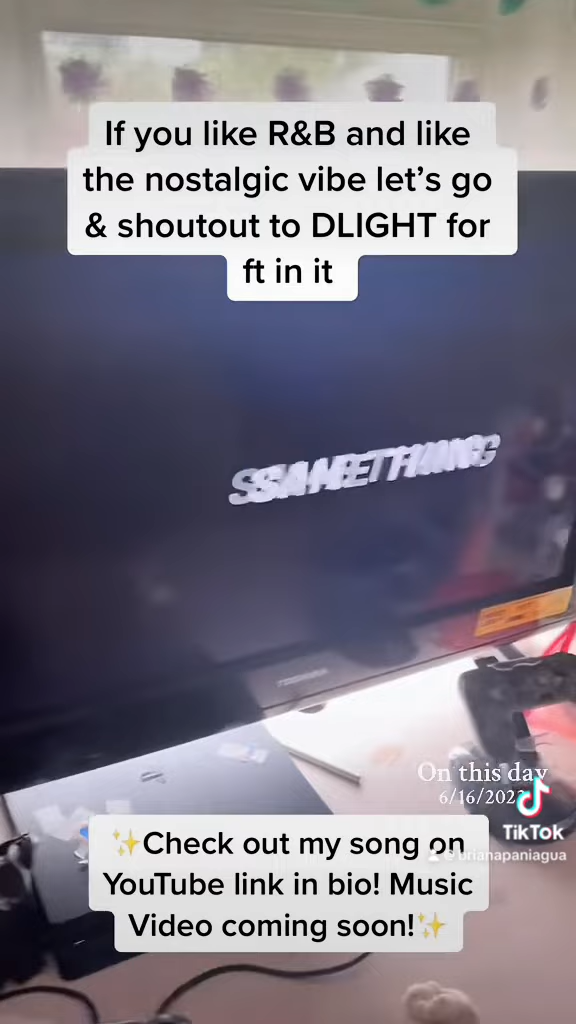 If you like R&B and like
the nostalgic vibe let’s go
& shoutout to DLIGHT for
ft in it
On this day
TikTok
@brianapaniagua
✨Check out my song on
YouTube link in bio! Music
Video coming soon!✨